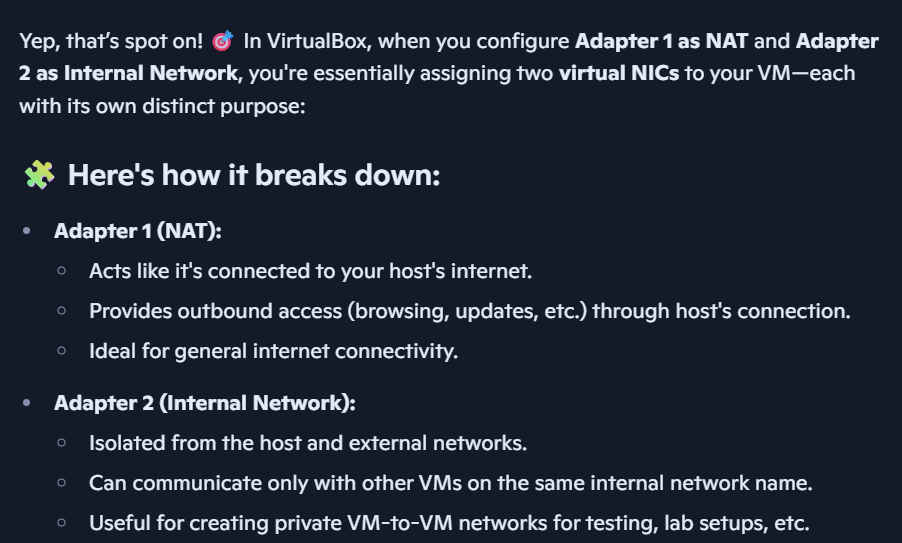 Yep, that’s spot on! 🎯 In VirtualBox, when you configure Adapter 1 as NAT and Adapter
2 as Internal Network, you're essentially assigning two virtual NICs to your VM—each
with its own distinct purpose:
🧩 Here's how it breaks down:
• Adapter 1 (NAT):
○ Acts like it's connected to your host's internet.
○ Provides outbound access (browsing, updates, etc.) through host's connection.
○ Ideal for general internet connectivity.
• Adapter 2 (Internal Network):
○ Isolated from the host and external networks.
○ Can communicate only with other VMs on the same internal network name.
○ Useful for creating private VM-to-VM networks for testing, lab setups, etc.